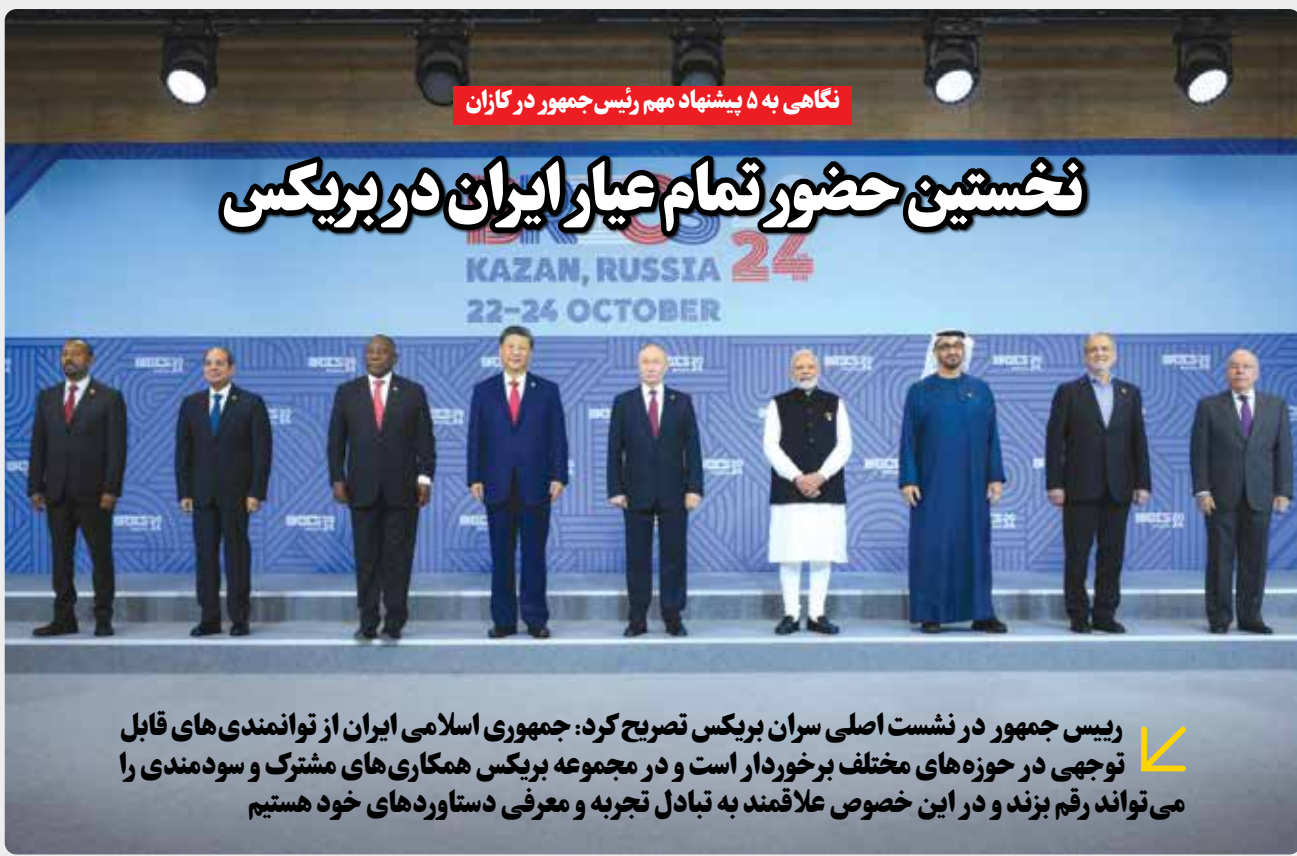 نگاهی به ۵ پیشنهاد مهم رئیس‌جمهور در کازان
نخستین حضور تمام عیار ایران در بریکس
BRICS
24
KAZAN, RUSSIA
22–24 OCTOBER
رییس جمهور در نشست اصلی سران بریکس تصریح کرد: جمهوری اسلامی ایران از توانمندی‌های قابل
توجهی در حوزه‌های مختلف برخوردار است و در مجموعه بریکس همکاری‌های مشترک و سودمندی را
می‌تواند رقم بزند و در این خصوص علاقمند به تبادل تجربه و معرفی دستاوردهای خود هستیم